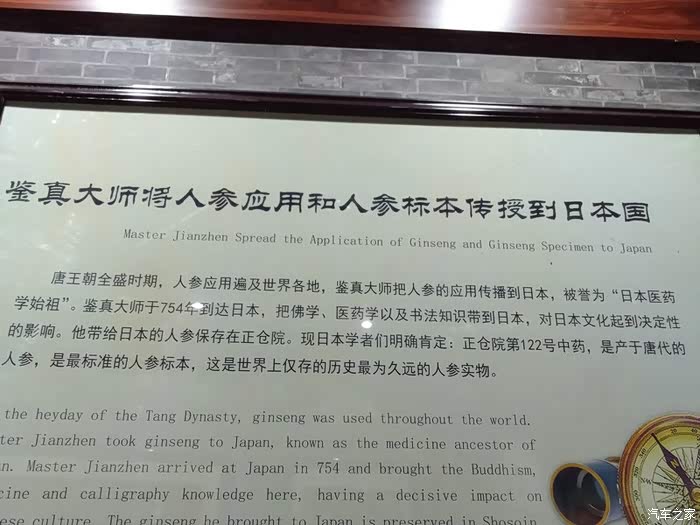 鉴真大师将人参应用和人参标本传授到日本国
Master Jianzhen Spread the Application of Ginseng and Ginseng Specimen to Japan
唐王朝全盛时期，人参应用遍及世界各地，鉴真大师把人参的应用传播到日本，被誉为“日本医药
学始祖”。鉴真大师于754年到达日本，把佛学、医药学以及书法知识带到日本，对日本文化起到决定性
的影响。他带给日本的人参保存在正仓院。现日本学者们明确肯定：正仓院第122号中药，是产于唐代的
人参，是最标准的人参标本，这是世界上仅存的历史最为久远的人参实物。
the heyday of the Tang Dynasty, ginseng was used throughout the world.
ter Jianzhen took ginseng to Japan, known as the medicine ancestor of
n. Master Jianzhen arrived at Japan in 754 and brought the Buddhism,
cine and calligraphy knowledge here, having a decisive impact on
ese culture. The ginseng he brought to Japan is preserved in Shosoin
汽车之家